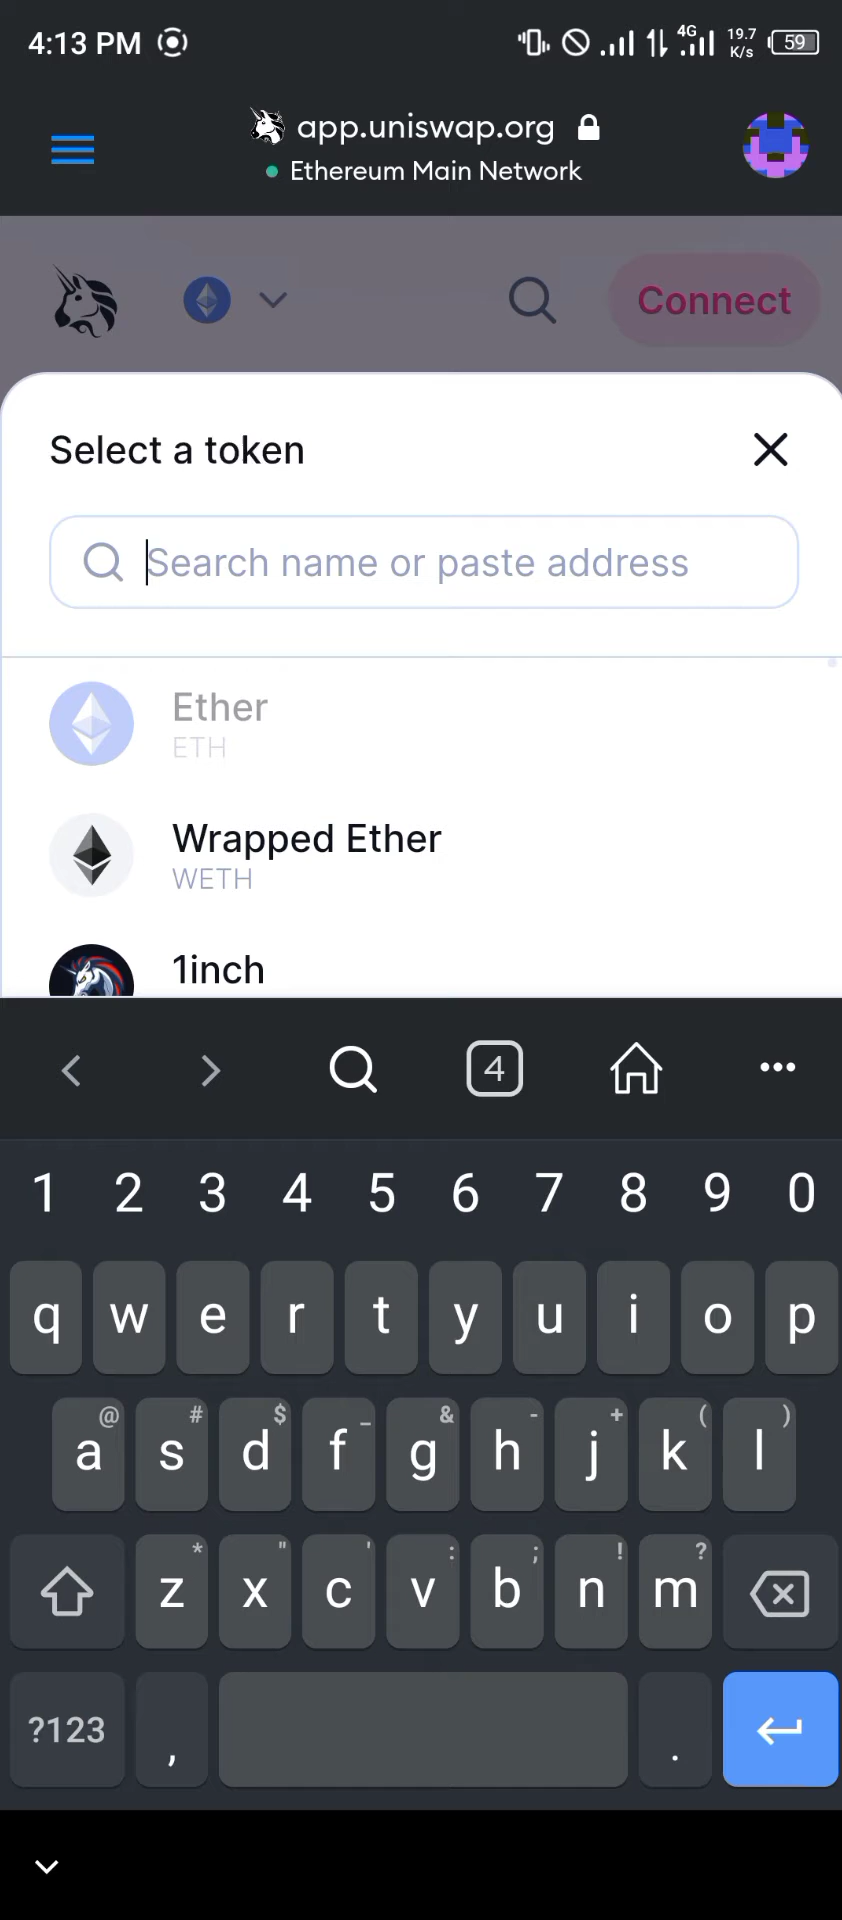 4:13 PM
4G
19.7
K/s
59
app.uniswap.org
Ethereum Main Network
Connect
Select a token
Search name or paste address
Ether
ETH
Wrapped Ether
WETH
1inch
4
1 2 3 4 5 6 7 8 9 0
q w e r t y u i o p
@ # $ _ & - + ( )
a s d f g h j k l
* " ' : ; ! ?
z x c v b n m
?123 , .